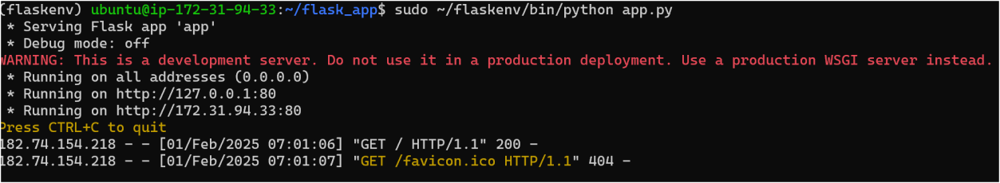 (flaskenv) ubuntu@ip-172-31-94-33:~/flask_app$ sudo ~/flaskenv/bin/python app.py
* Serving Flask app 'app'
* Debug mode: off
WARNING: This is a development server. Do not use it in a production deployment. Use a production WSGI server instead.
* Running on all addresses (0.0.0.0)
* Running on http://127.0.0.1:80
* Running on http://172.31.94.33:80
Press CTRL+C to quit
182.74.154.218 - - [01/Feb/2025 07:01:06] "GET / HTTP/1.1" 200 -
182.74.154.218 - - [01/Feb/2025 07:01:07] "GET /favicon.ico HTTP/1.1" 404 -